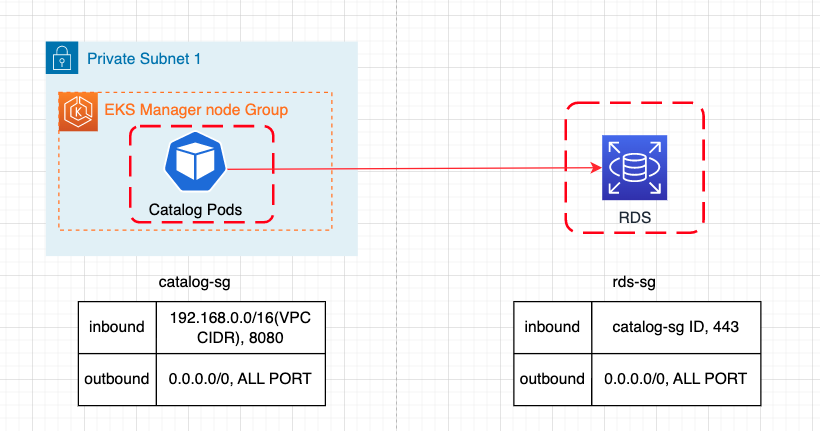 Private Subnet 1
EKS Manager node Group
Catalog Pods
RDS
catalog-sg
inbound
192.168.0.0/16(VPC
CIDR), 8080
outbound
0.0.0.0/0, ALL PORT
rds-sg
inbound
catalog-sg ID, 443
outbound
0.0.0.0/0, ALL PORT